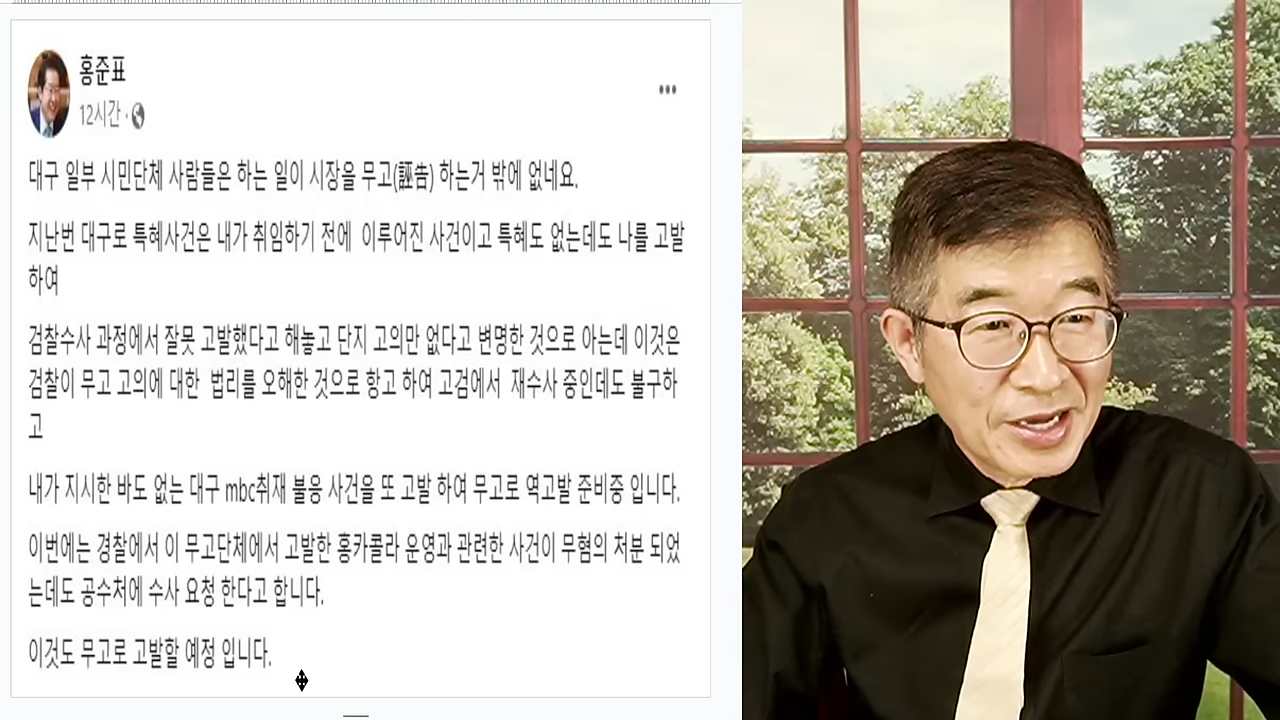 홍준표
12시간 ·
대구 일부 시민단체 사람들은 하는 일이 시장을 무고(誣告) 하는거 밖에 없네요.
지난번 대구로 특혜사건은 내가 취임하기 전에 이루어진 사건이고 특혜도 없는데도 나를 고발
하여
검찰수사 과정에서 잘못 고발했다고 해놓고 단지 고의만 없다고 변명한 것으로 아는데 이것은
검찰이 무고 고의에 대한 법리를 오해한 것으로 항고 하여 고검에서 재수사 중인데도 불구하
고
내가 지시한 바도 없는 대구 mbc취재 불응 사건을 또 고발 하여 무고로 역고발 준비중 입니다.
이번에는 경찰에서 이 무고단체에서 고발한 홍카콜라 운영과 관련한 사건이 무혐의 처분 되었
는데도 공수처에 수사 요청 한다고 합니다.
이것도 무고로 고발할 예정 입니다.